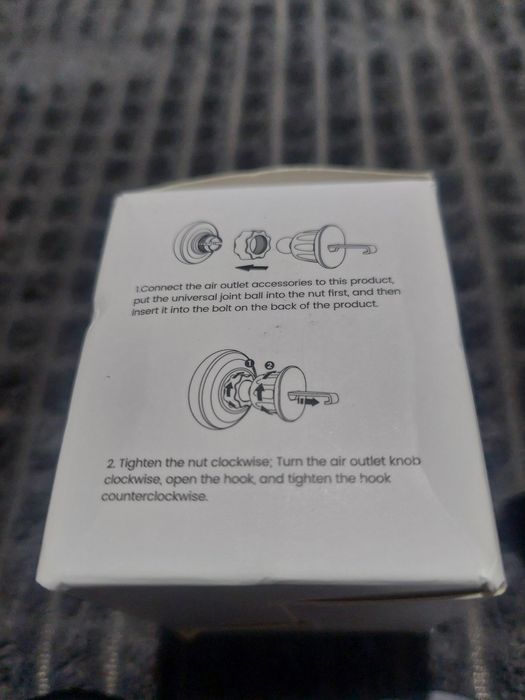 1.Connect the air outlet accessories to this product,
put the universal joint ball into the nut first, and then
insert it into the bolt on the back of the product.
1 2
2. Tighten the nut clockwise; Turn the air outlet knob
clockwise, open the hook, and tighten the hook
counterclockwise.